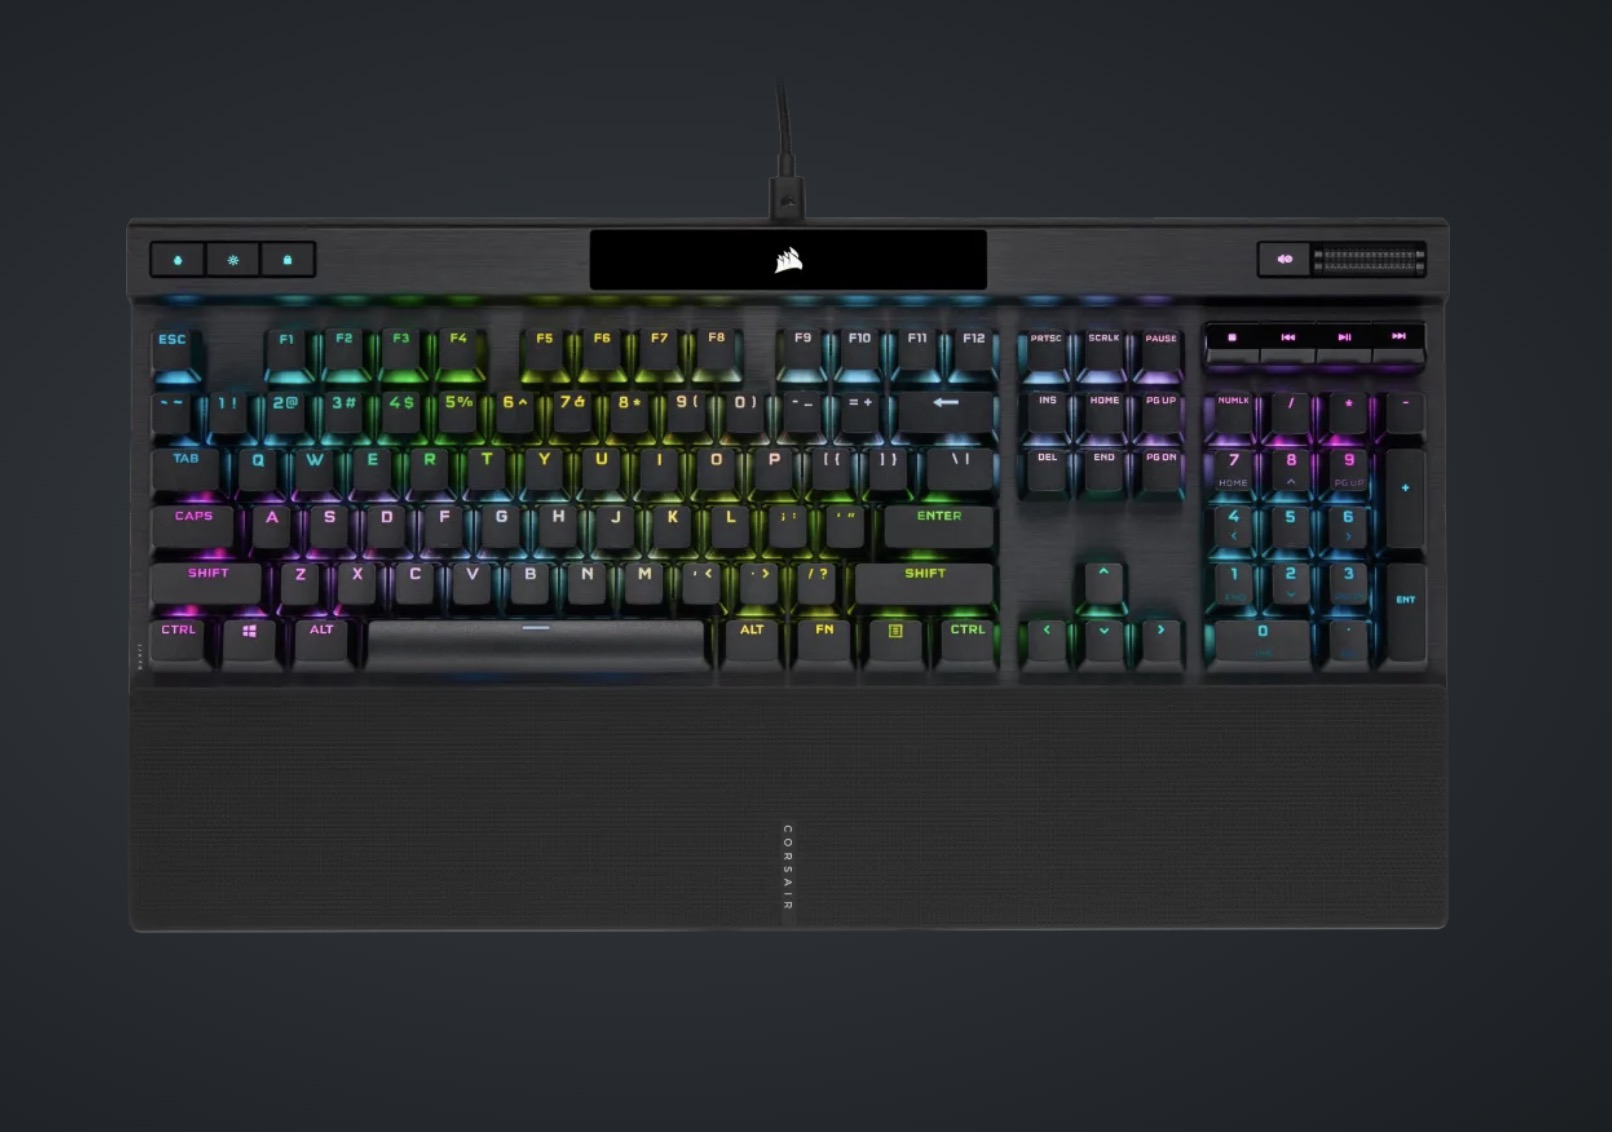 ESC F1 F2 F3 F4 F5 F6 F7 F8 F9 F10 F11 F12 PRTSC SCRLK PAUSE
1 ! 2 @ 3 # 4 $ 5 % 6 ^ 7 & 8 * 9 ( 0 ) - _ = + INS HOME PG UP NUMLK / * -
TAB Q W E R T Y U I O P [ { ] } \ | DEL END PG DN 7 HOME 8 9 PG UP +
CAPS A S D F G H J K L ; : ' " ENTER 4 5 6
SHIFT Z X C V B N M , < . > / ? SHIFT 1 2 3 ENT
CTRL ALT ALT FN CTRL 0 .
CORSAIR